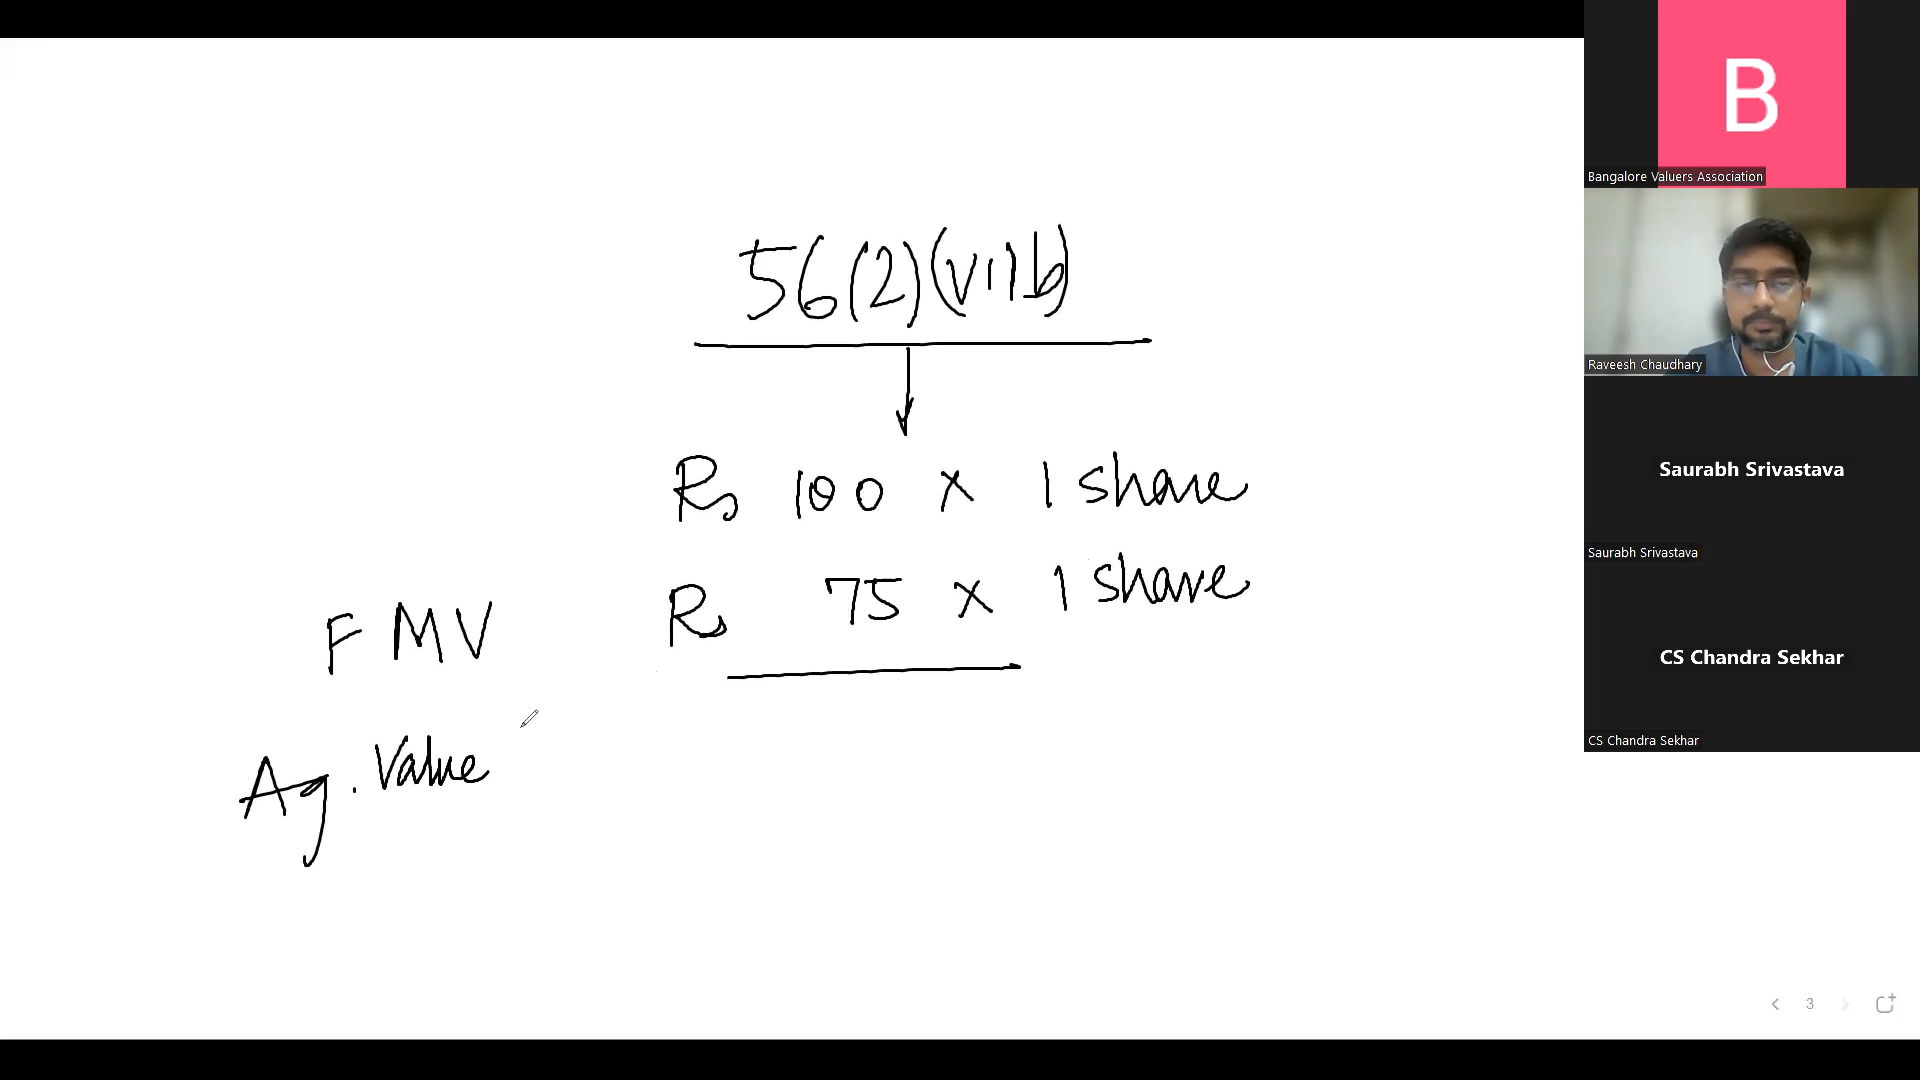 56(2)(viib)
Rs 100 x 1 share
FMV Rs 75 x 1 share
Ag. Value
B
Bangalore Valuers Association
Raveesh Chaudhary
Saurabh Srivastava
Saurabh Srivastava
CS Chandra Sekhar
CS Chandra Sekhar
3